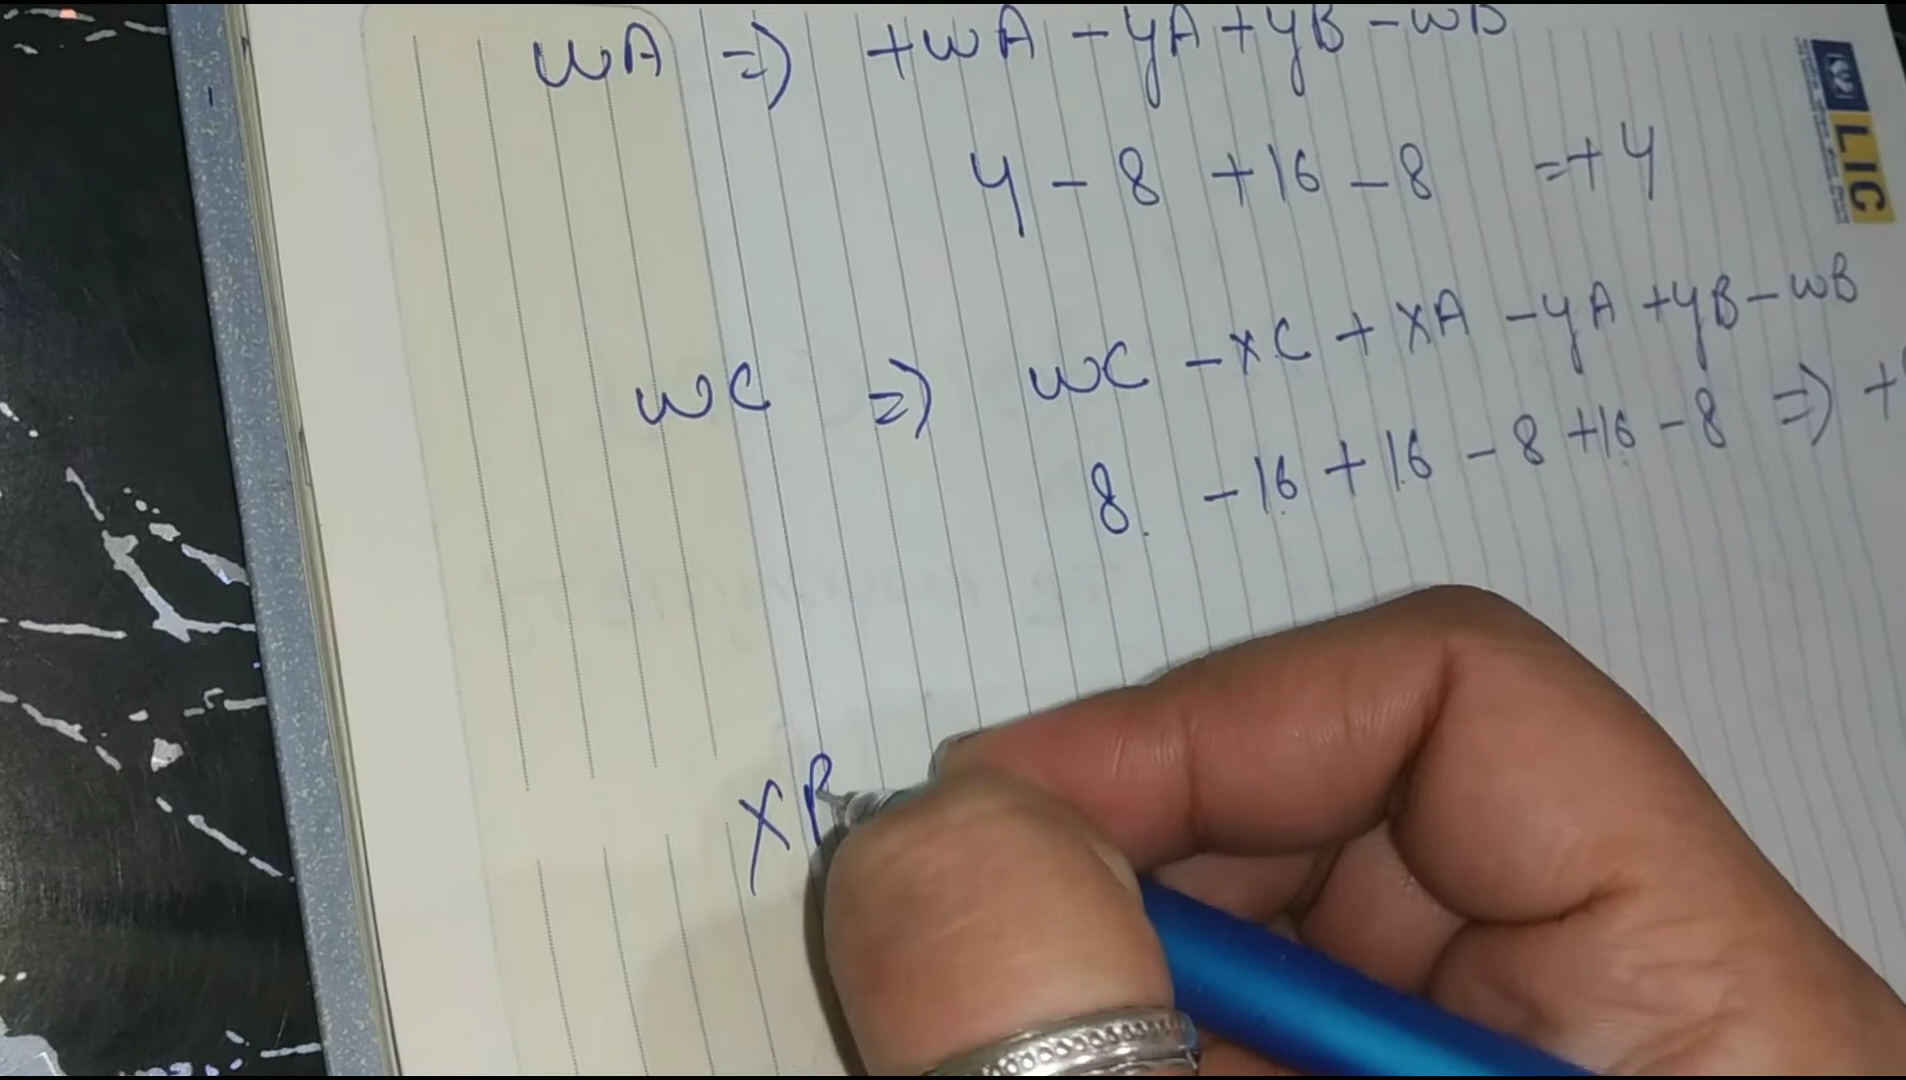 WA => +WA -YA +YB -WB
4 - 8 +16 - 8 =+4
WC => WC -XC + XA -YA +YB -WB
8 -16 +16 -8 +16 -8 => +
XB
LIC